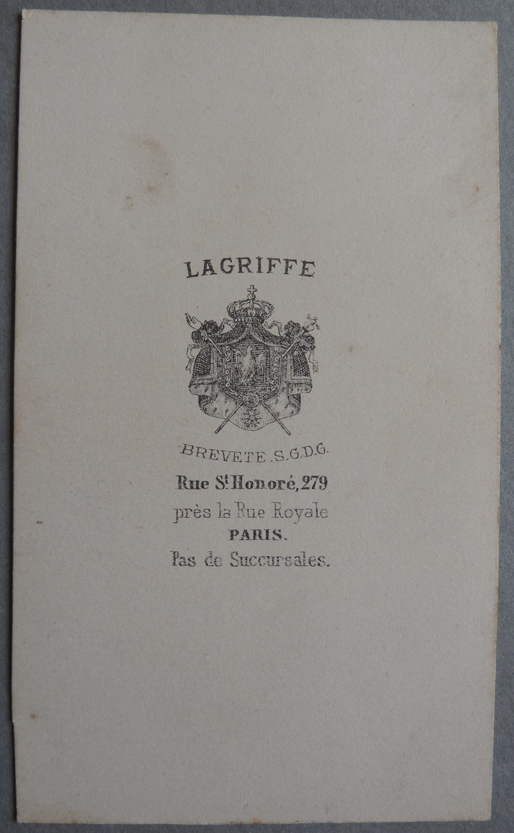 LAGRIFFE
BREVETE. S.G.D.G.
Rue St Honoré, 279
près la Rue Royale
PARIS.
Pas de Succursales.